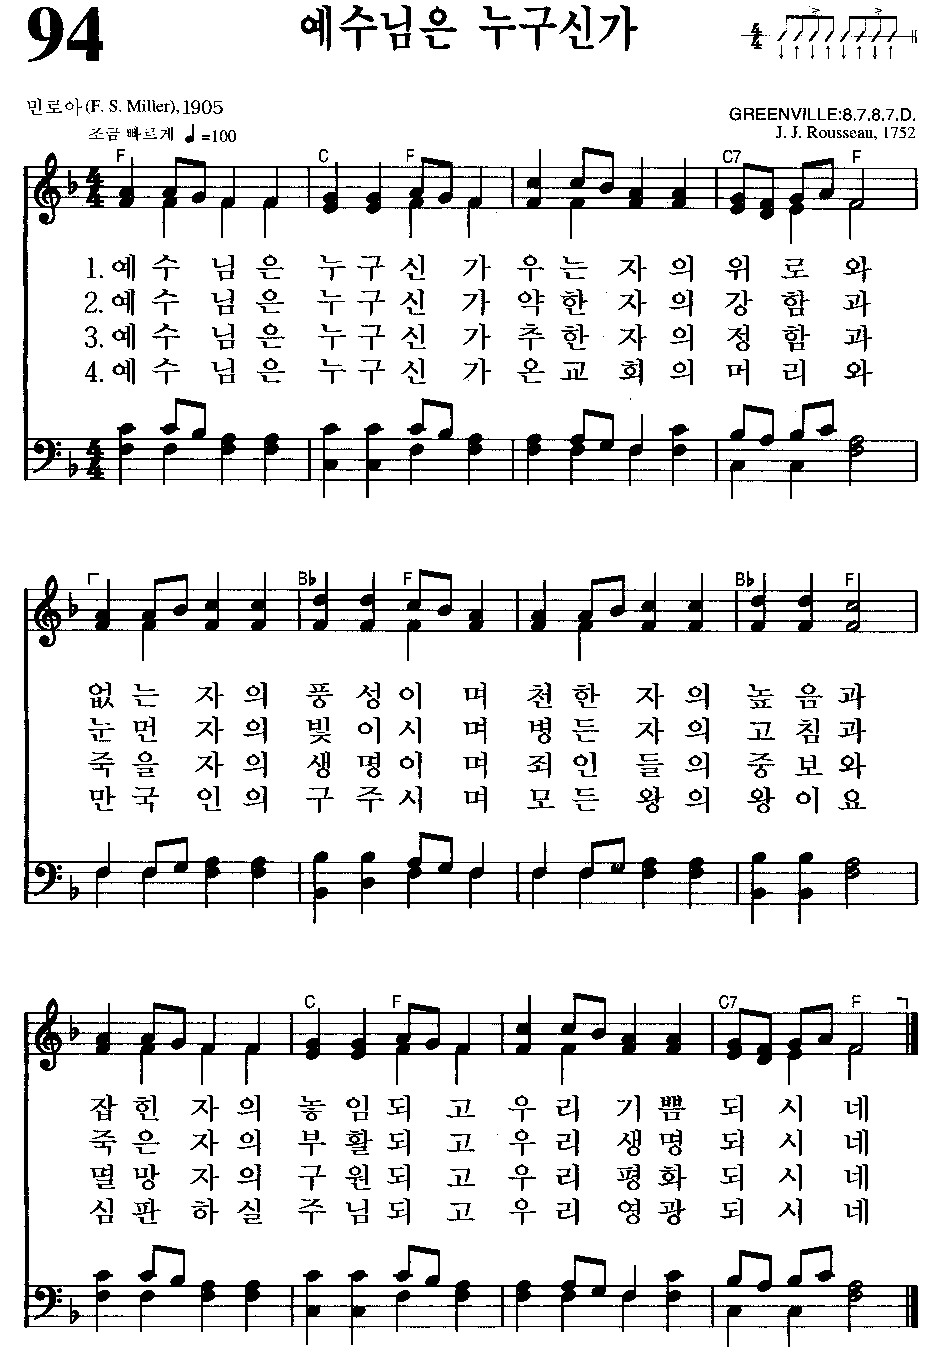 94
예수님은 누구신가
4/4
민로아(F. S. Miller), 1905
GREENVILLE:8.7.8.7.D.
조금 빠르게 ♩=100
J. J. Rousseau, 1752
F F C F C7 F
1. 예 수 님 은 누 구 신 가 우 는 자 의 위 로 와
2. 예 수 님 은 누 구 신 가 약 한 자 의 강 함 과
3. 예 수 님 은 누 구 신 가 추 한 자 의 정 함 과
4. 예 수 님 은 누 구 신 가 온 교 회 의 머 리 와
B♭ F B♭ F
없 는 자 의 풍 성 이 며 천 한 자 의 높 음 과
눈 먼 자 의 빛 이 시 며 병 든 자 의 고 침 과
죽 을 자 의 생 명 이 며 죄 인 들 의 중 보 와
만 국 인 의 구 주 시 며 모 든 왕 의 왕 이 요
C F C7 F
잡 힌 자 의 놓 임 되 고 우 리 기 쁨 되 시 네
죽 은 자 의 부 활 되 고 우 리 생 명 되 시 네
멸 망 자 의 구 원 되 고 우 리 평 화 되 시 네
심 판 하 실 주 님 되 고 우 리 영 광 되 시 네